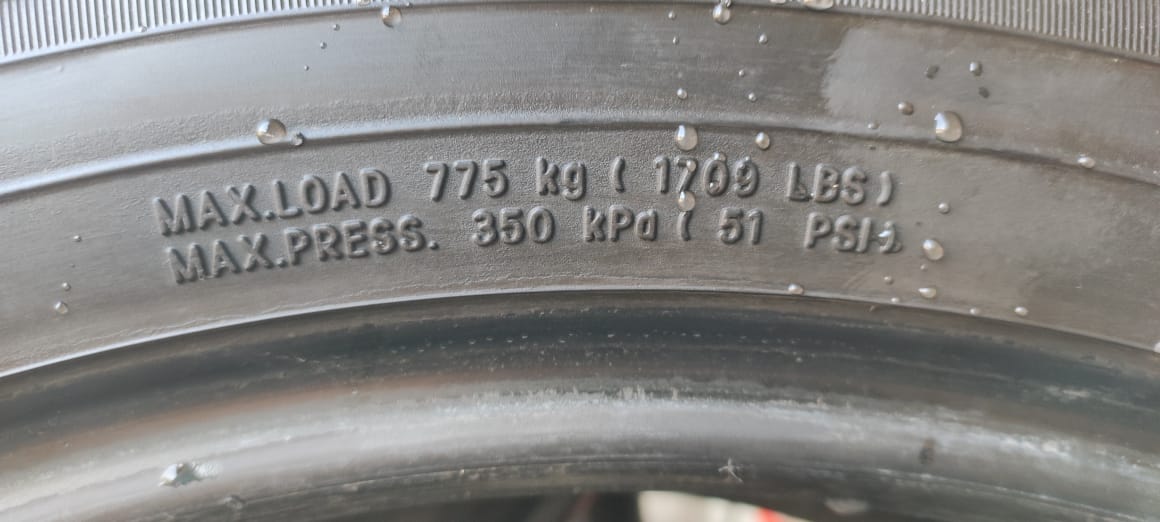 MAX.LOAD 775 kg ( 1709 LBS )
MAX.PRESS. 350 kPa ( 51 PSI )